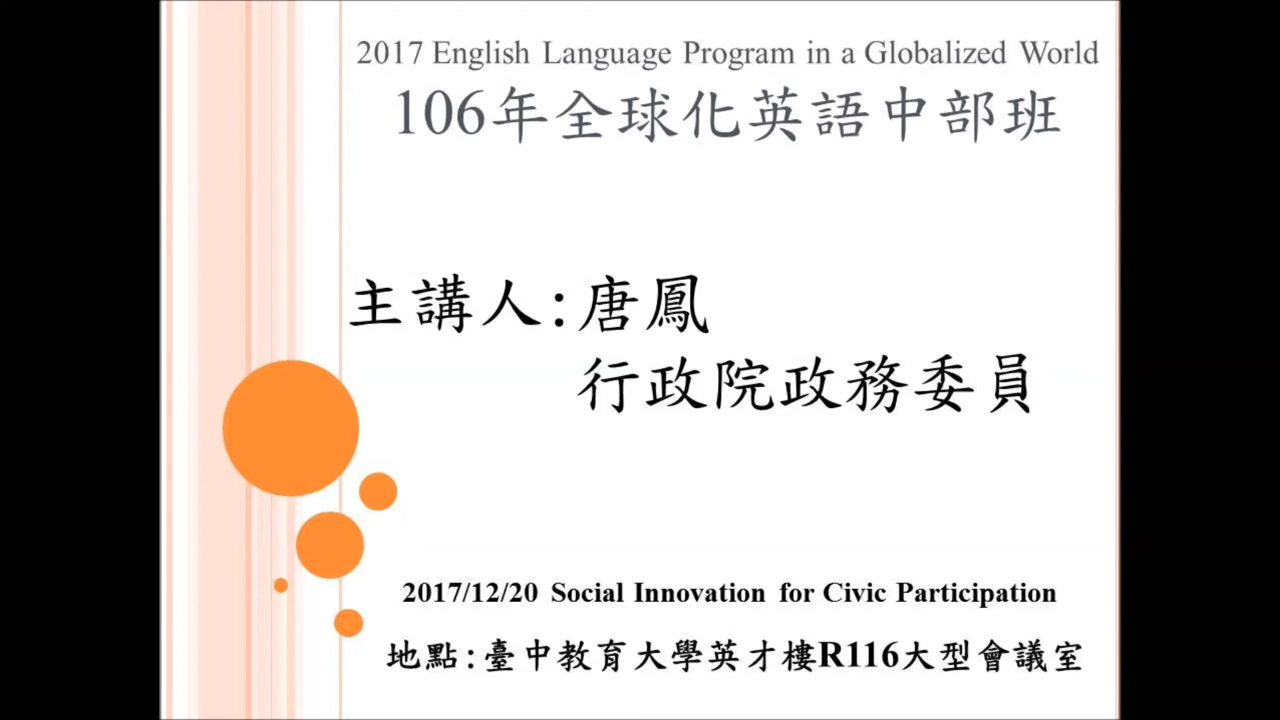 2017 English Language Program in a Globalized World
106年全球化英語中部班
主講人:唐鳳
行政院政務委員
2017/12/20 Social Innovation for Civic Participation
地點:臺中教育大學英才樓R116大型會議室